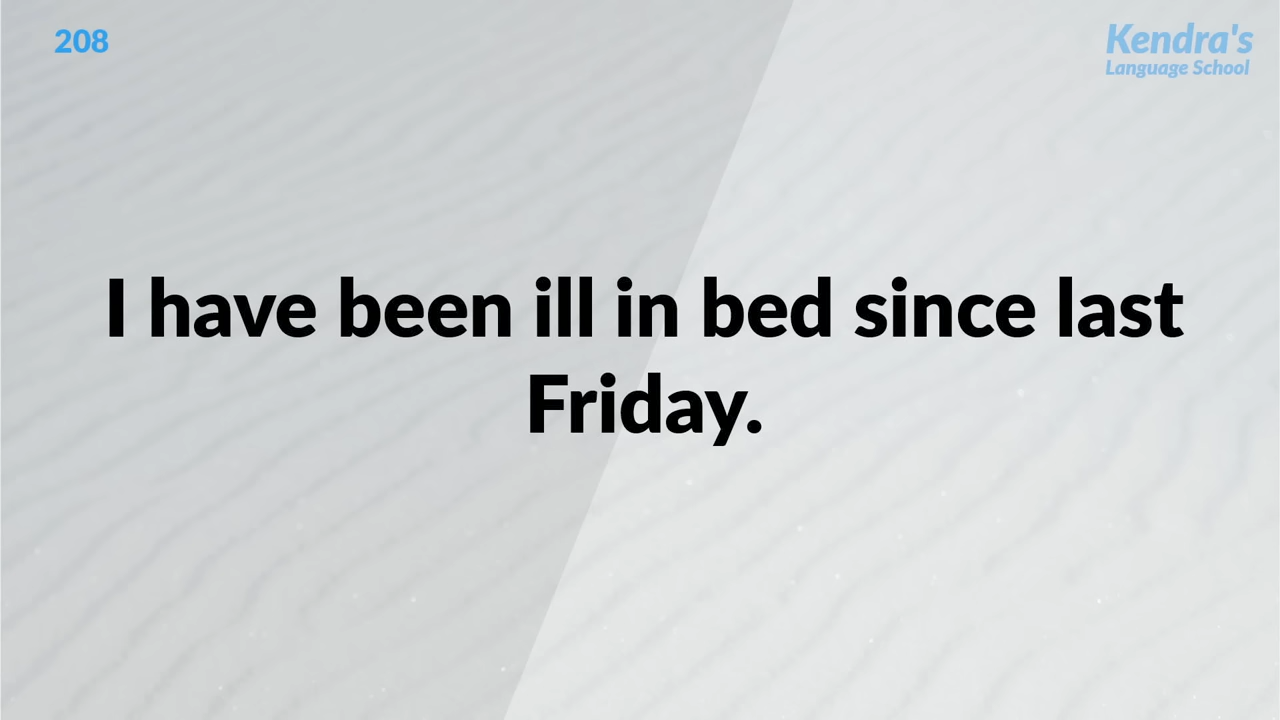 208
Kendra's
Language School
I have been ill in bed since last
Friday.